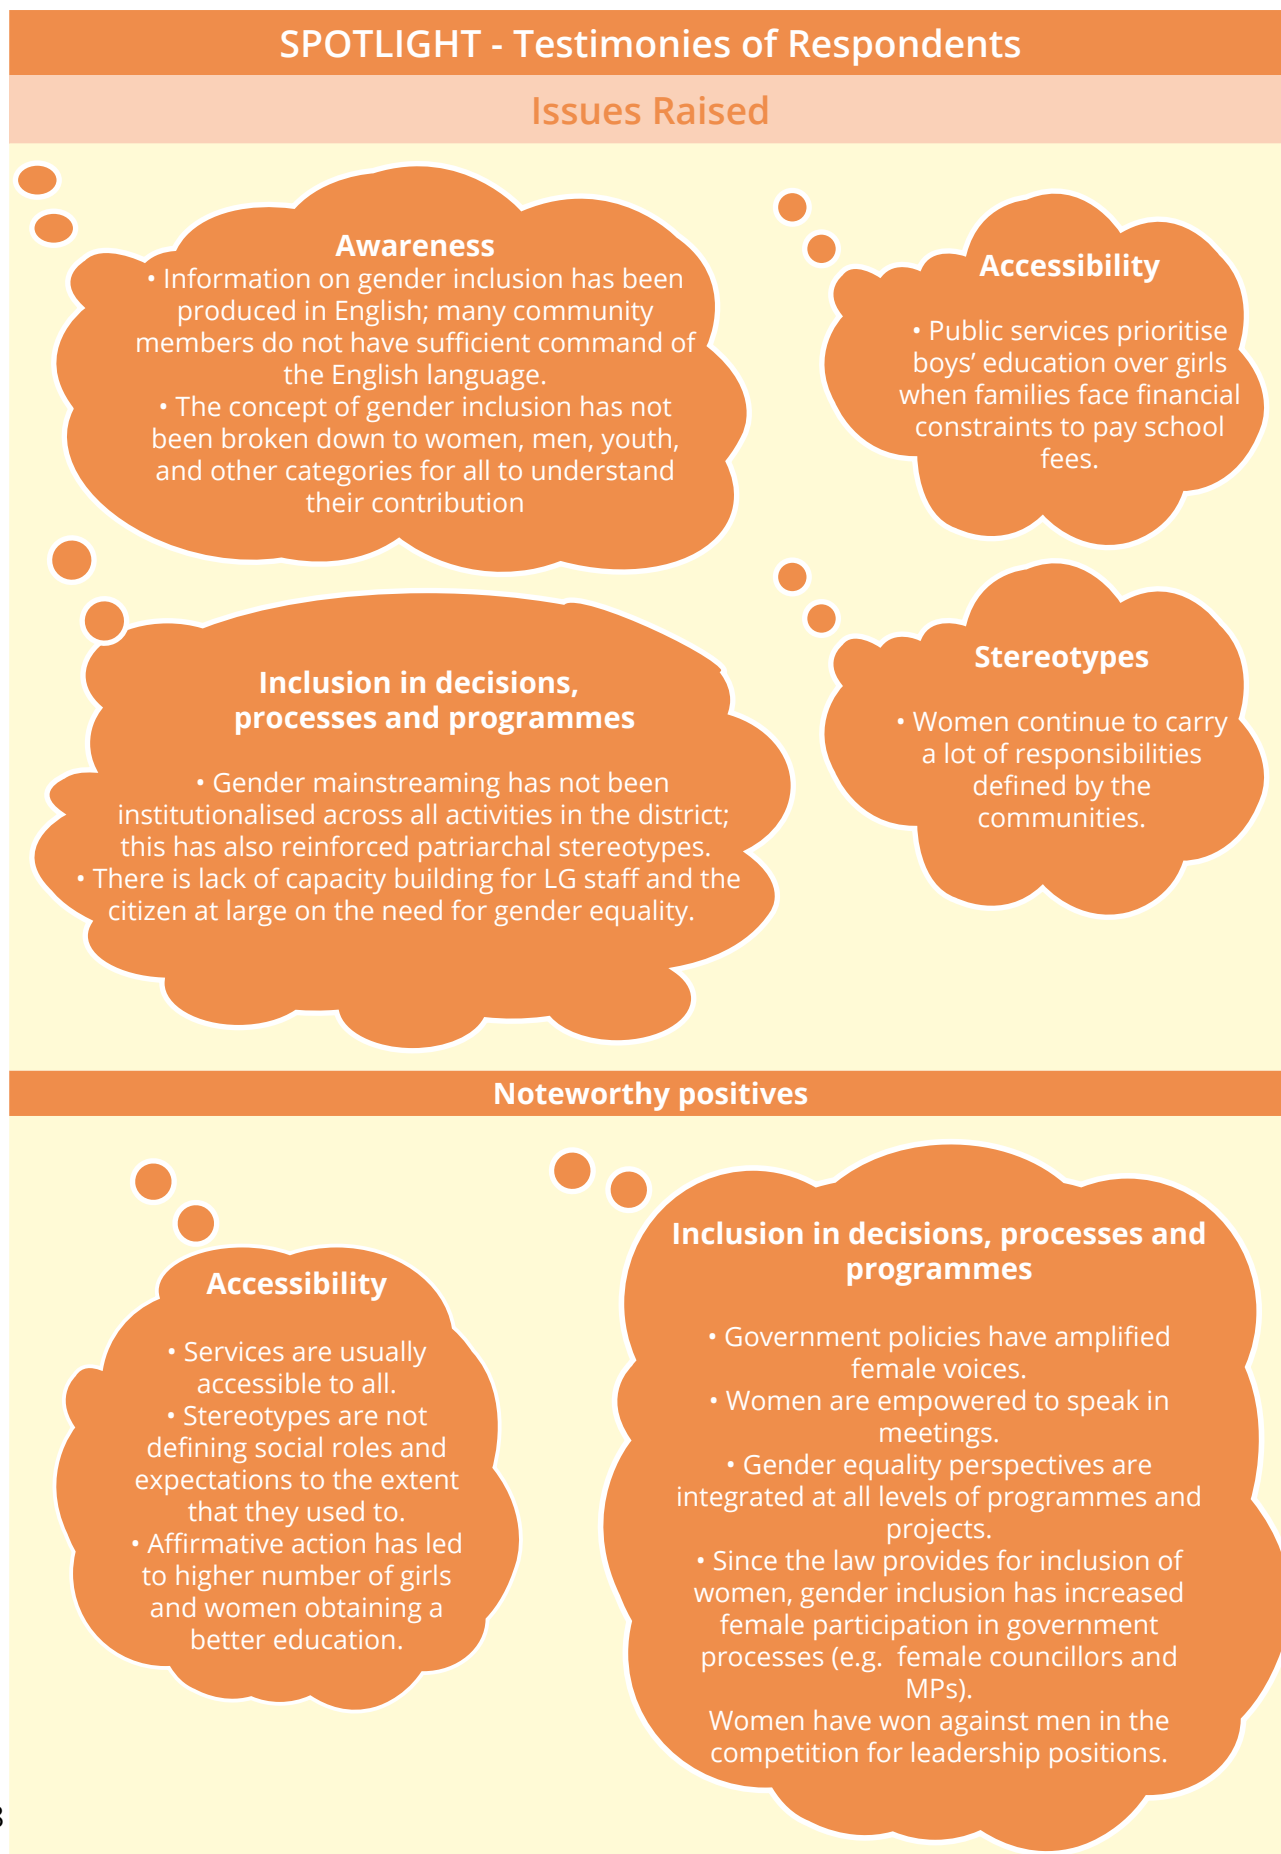 SPOTLIGHT - Testimonies of Respondents
Issues Raised
Awareness
• Information on gender inclusion has been
produced in English; many community
members do not have sufficient command of
the English language.
• The concept of gender inclusion has not
been broken down to women, men, youth,
and other categories for all to understand
their contribution
Accessibility
• Public services prioritise
boys’ education over girls
when families face financial
constraints to pay school
fees.
Inclusion in decisions,
processes and programmes
• Gender mainstreaming has not been
institutionalised across all activities in the district;
this has also reinforced patriarchal stereotypes.
• There is lack of capacity building for LG staff and the
citizen at large on the need for gender equality.
Stereotypes
• Women continue to carry
a lot of responsibilities
defined by the
communities.
Noteworthy positives
Accessibility
• Services are usually
accessible to all.
• Stereotypes are not
defining social roles and
expectations to the extent
that they used to.
• Affirmative action has led
to higher number of girls
and women obtaining a
better education.
Inclusion in decisions, processes and
programmes
• Government policies have amplified
female voices.
• Women are empowered to speak in
meetings.
• Gender equality perspectives are
integrated at all levels of programmes and
projects.
• Since the law provides for inclusion of
women, gender inclusion has increased
female participation in government
processes (e.g.  female councillors and
MPs).
Women have won against men in the
competition for leadership positions.